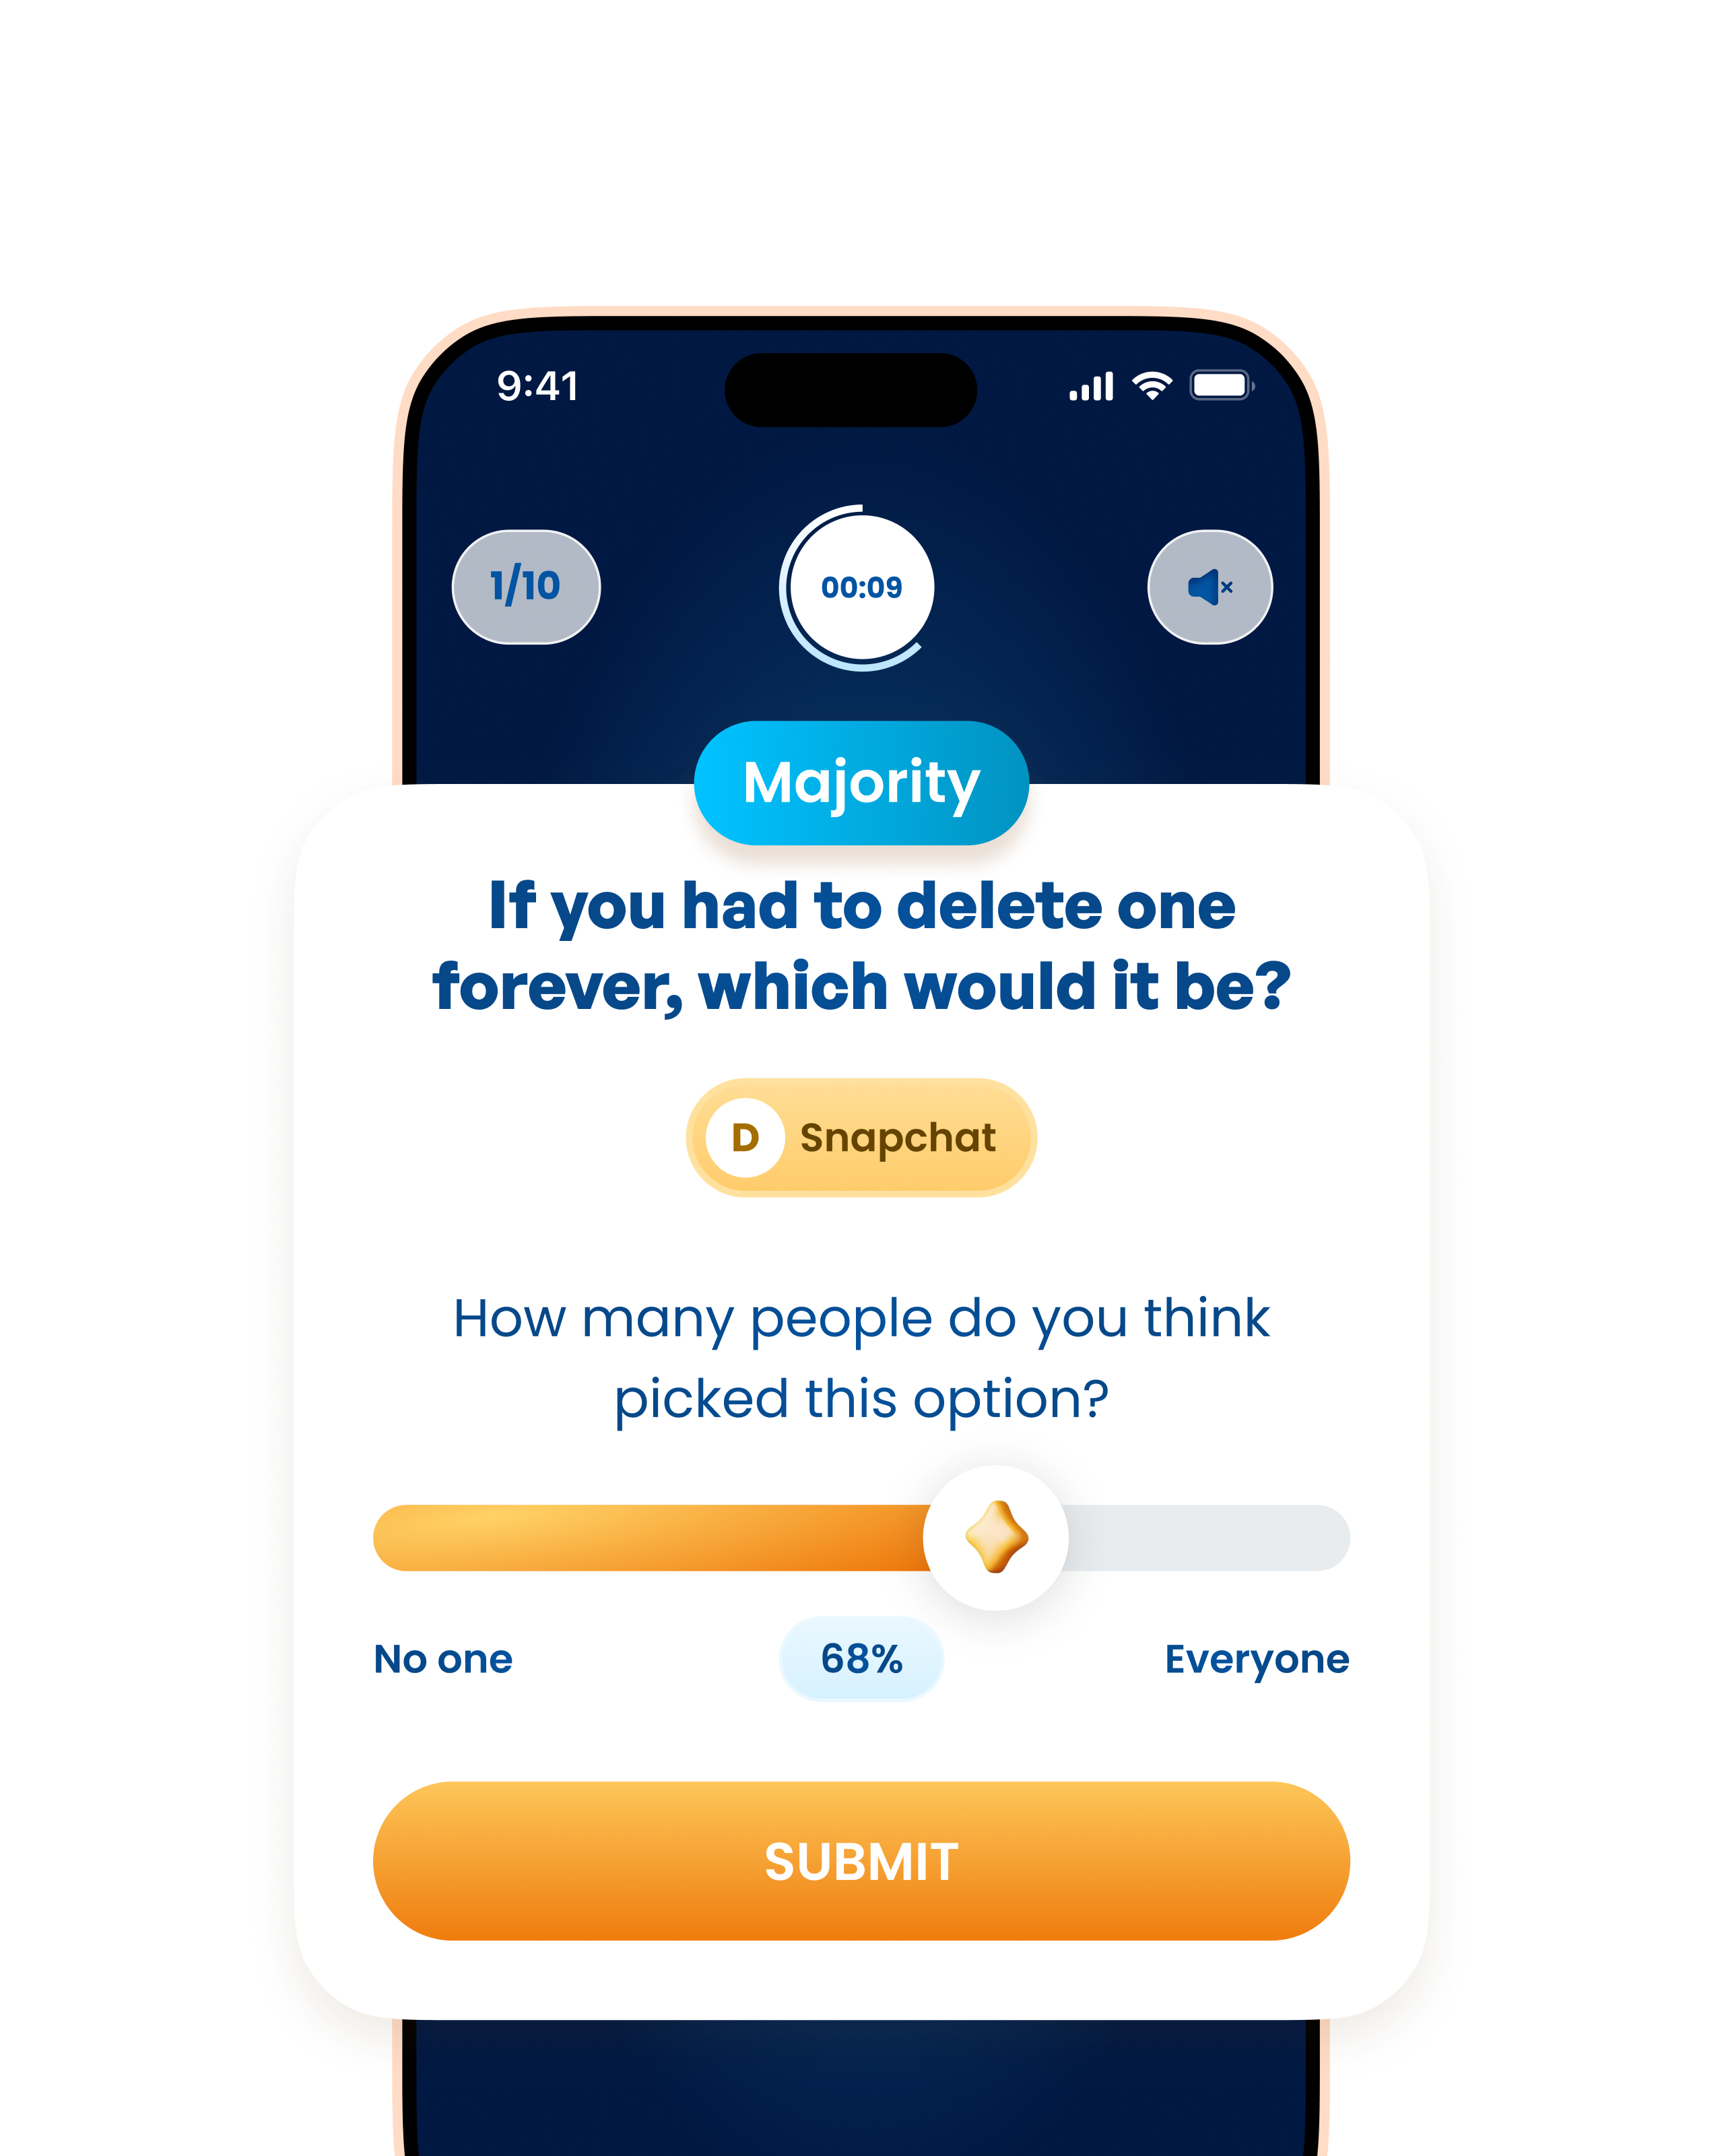 9:41
1/10
00:09
Majority
If you had to delete one
forever, which would it be?
D Snapchat
How many people do you think
picked this option?
No one 68% Everyone
SUBMIT